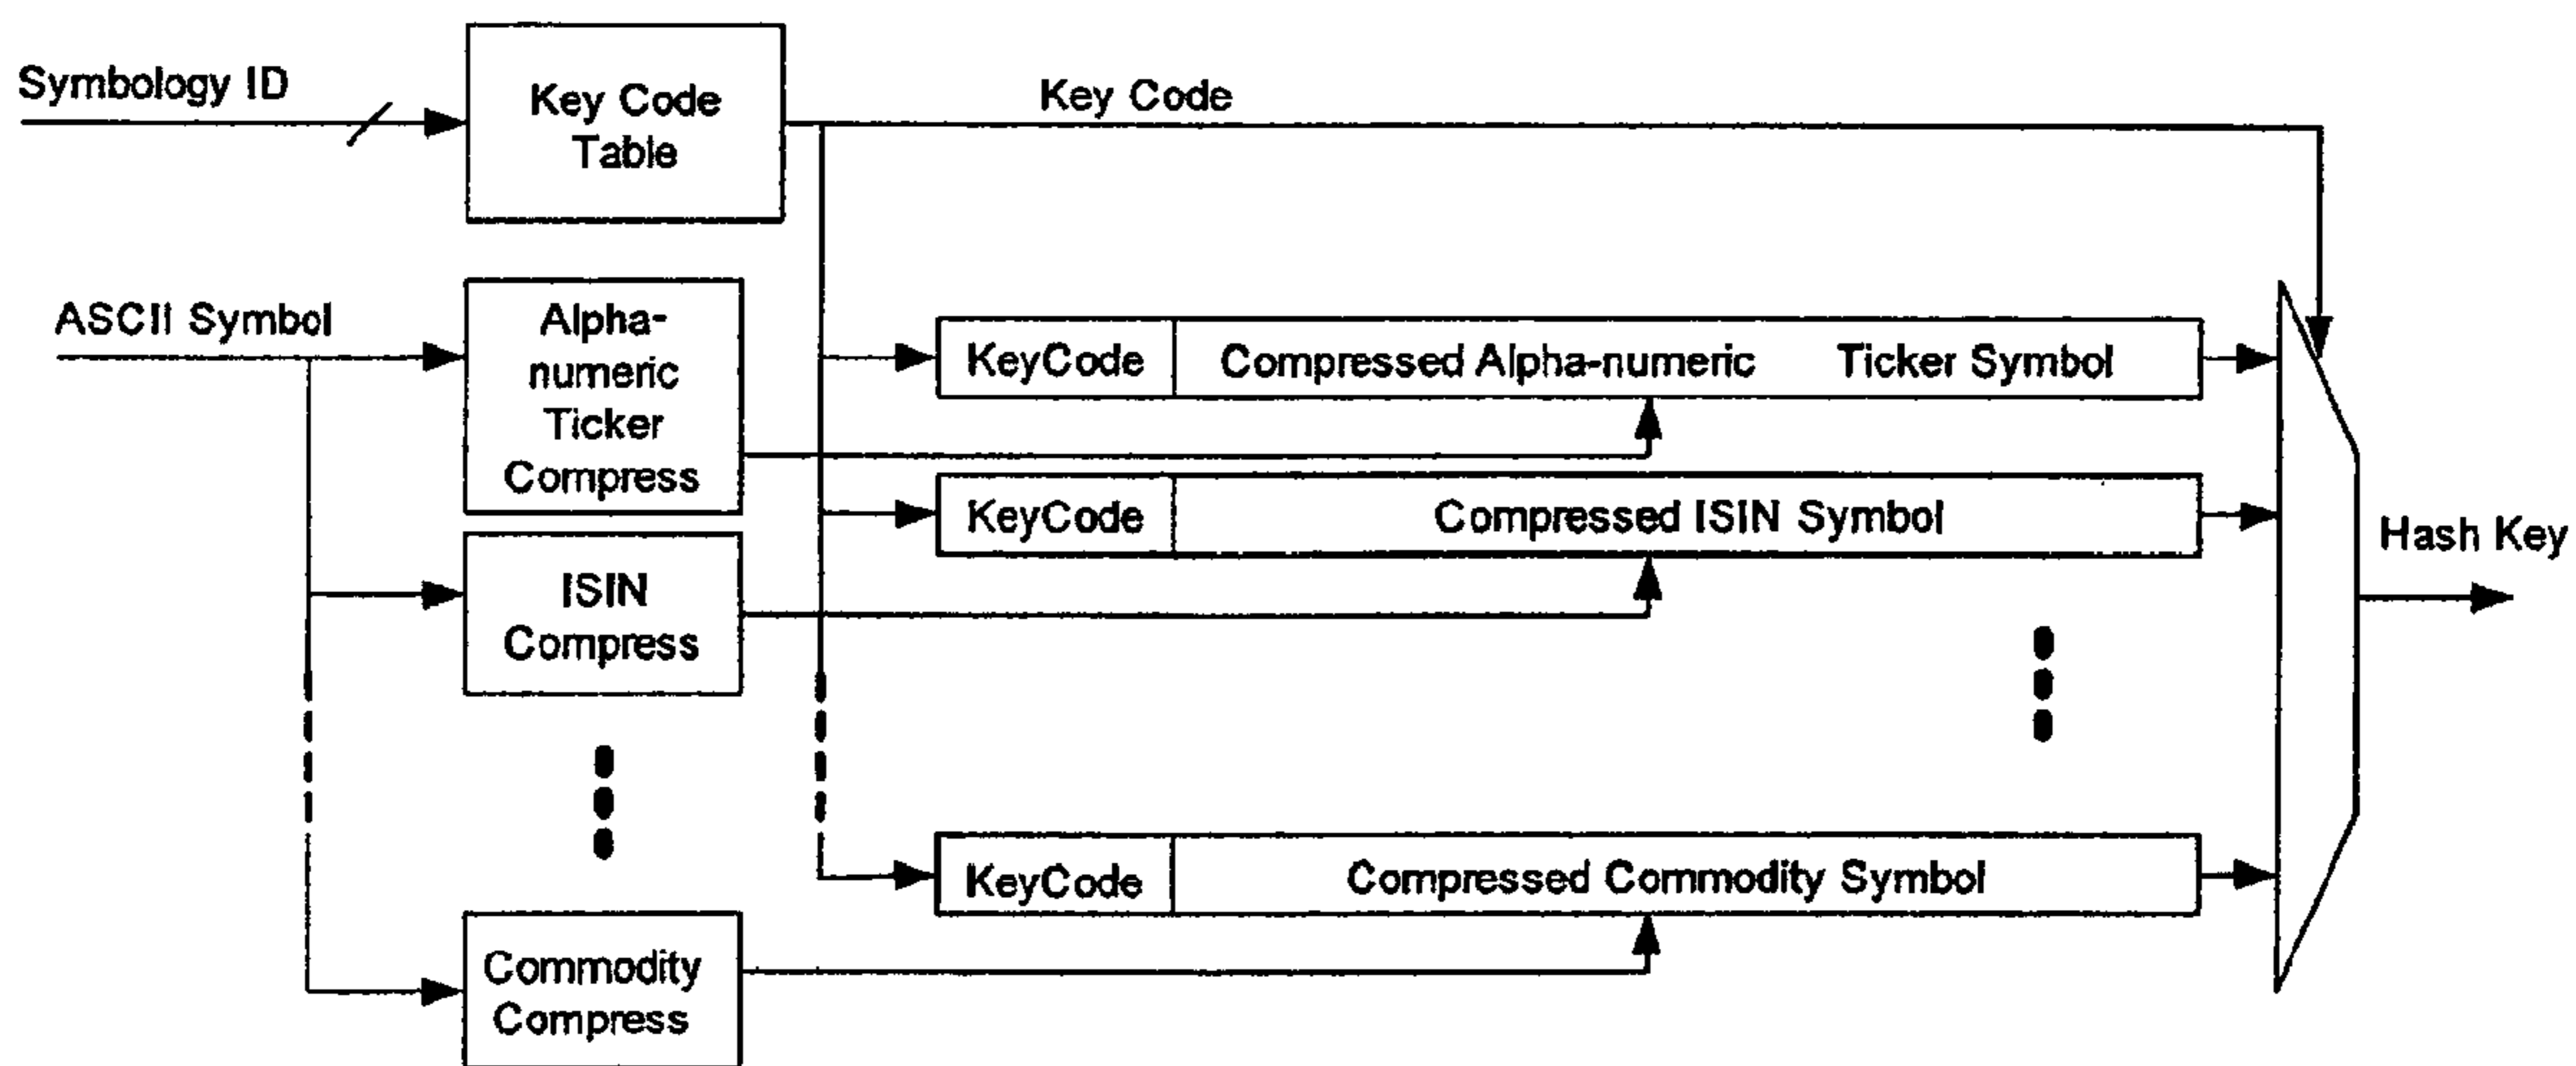 Symbology ID
Key Code
Table
Key Code
ASCII Symbol
Alpha-
numeric
Ticker
Compress
KeyCode
Compressed Alpha-numeric Ticker Symbol
KeyCode
Compressed ISIN Symbol
ISIN
Compress
Hash Key
KeyCode
Compressed Commodity Symbol
Commodity
Compress